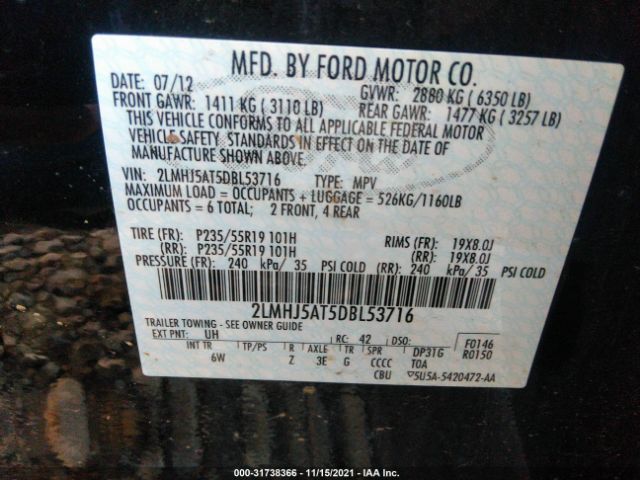 MFD. BY FORD MOTOR CO.
DATE: 07/12 GVWR: 2880 KG ( 6350 LB)
FRONT GAWR: 1411 KG ( 3110 LB) REAR GAWR: 1477 KG ( 3257 LB)
THIS VEHICLE CONFORMS TO ALL APPLICABLE FEDERAL MOTOR
VEHICLE SAFETY STANDARDS IN EFFECT ON THE DATE OF
MANUFACTURE SHOWN ABOVE.
VIN: 2LMHJ5AT5DBL53716 TYPE: MPV
MAXIMUM LOAD = OCCUPANTS + LUGGAGE = 526KG/1160LB
OCCUPANTS = 6 TOTAL; 2 FRONT, 4 REAR
TIRE (FR): P235/55R19 101H RIMS (FR): 19X8.0J
(RR): P235/55R19 101H (RR): 19X8.0J
PRESSURE (FR): 240 kPa/ 35 PSI COLD (RR): 240 kPa/ 35 PSI COLD
2LMHJ5AT5DBL53716
TRAILER TOWING - SEE OWNER GUIDE
EXT PNT: UH RC: 42 DSO: F0146
INT TR TP/PS R AXLE TR SPR DP31G R0150
6W Z 3E G CCCC TOA
CBU 5U5A-5420472-AA
000-31738366 - 11/15/2021 - IAA Inc.